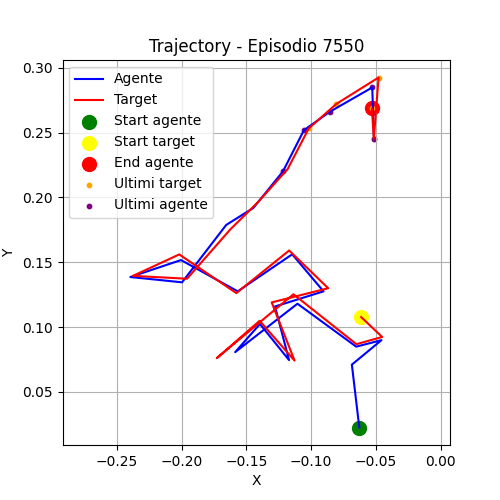 Trajectory - Episodio 7550
Agente
Target
Start agente
Start target
End agente
Ultimi target
Ultimi agente
0.30
0.25
0.20
0.15
0.10
0.05
Y
−0.25 −0.20 −0.15 −0.10 −0.05 0.00
X